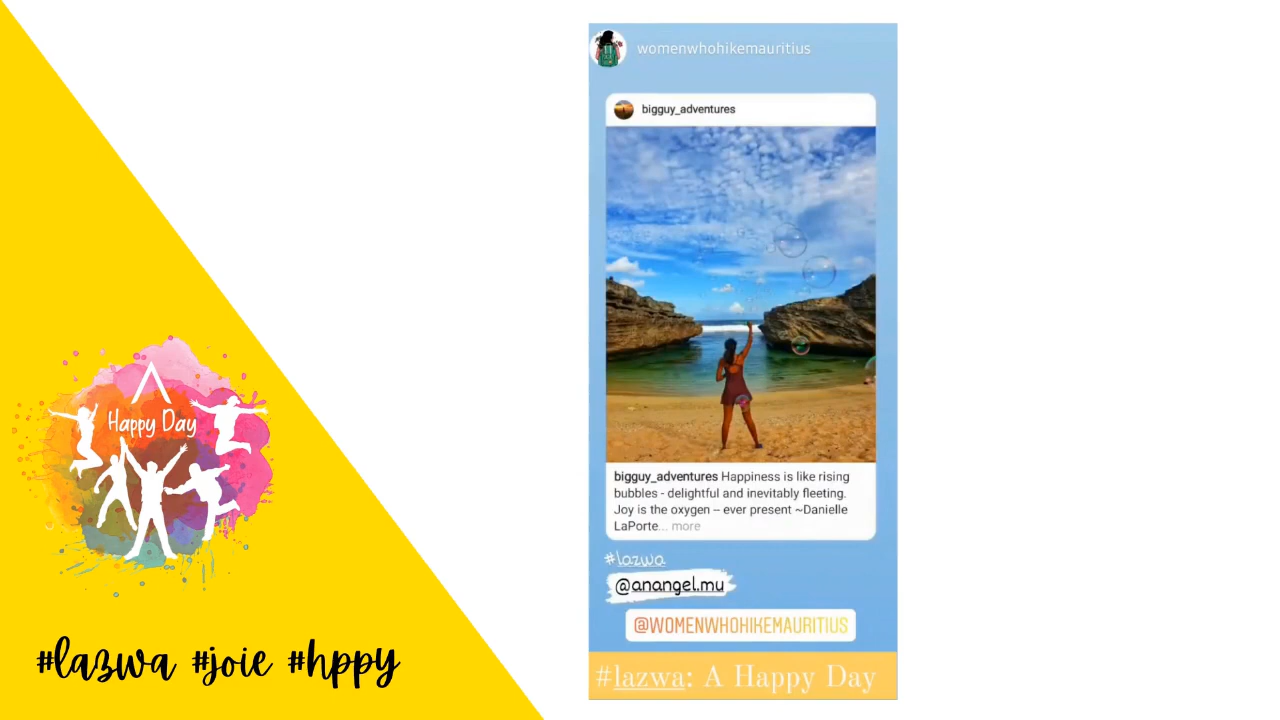 womenwhohikemauritius
bigguy_adventures
bigguy_adventures Happiness is like rising
bubbles - delightful and inevitably fleeting.
Joy is the oxygen – ever present ~Danielle
LaPorte... more
#lazwa
@anangel.mu
@WOMENWHOHIKEMAURITIUS
#lazwa: A Happy Day
A
Happy Day
#lazwa #joie #hppy